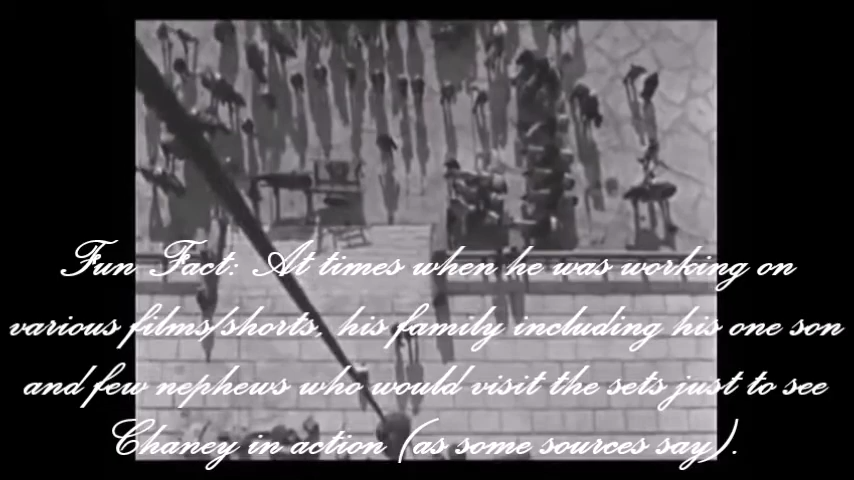 Fun Fact: At times when he was working on
various films/shorts, his family including his one son
and few nephews who would visit the sets just to see
Chaney in action (as some sources say).